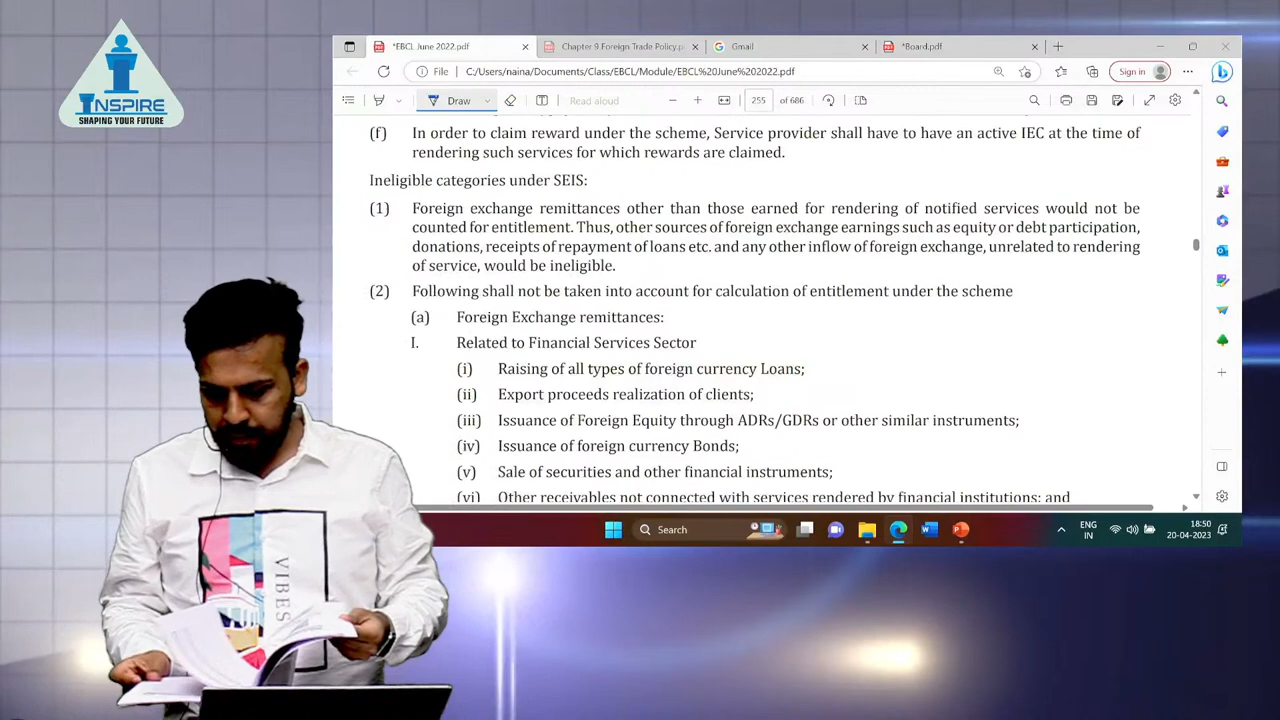 INSPIRE
SHAPING YOUR FUTURE
*EBCL June 2022.pdf
Chapter 9 Foreign Trade Policy.p
Gmail
*Board.pdf
File
C:/Users/naina/Documents/Class/EBCL/Module/EBCL%20June%202022.pdf
Sign in
Draw
Read aloud
255
of 686
(f) In order to claim reward under the scheme, Service provider shall have to have an active IEC at the time of
rendering such services for which rewards are claimed.
Ineligible categories under SEIS:
(1) Foreign exchange remittances other than those earned for rendering of notified services would not be
counted for entitlement. Thus, other sources of foreign exchange earnings such as equity or debt participation,
donations, receipts of repayment of loans etc. and any other inflow of foreign exchange, unrelated to rendering
of service, would be ineligible.
(2) Following shall not be taken into account for calculation of entitlement under the scheme
(a) Foreign Exchange remittances:
I. Related to Financial Services Sector
(i) Raising of all types of foreign currency Loans;
(ii) Export proceeds realization of clients;
(iii) Issuance of Foreign Equity through ADRs/GDRs or other similar instruments;
(iv) Issuance of foreign currency Bonds;
(v) Sale of securities and other financial instruments;
(vi) Other receivables not connected with services rendered by financial institutions; and
Search
ENG
IN
18:50
20-04-2023
VIBES